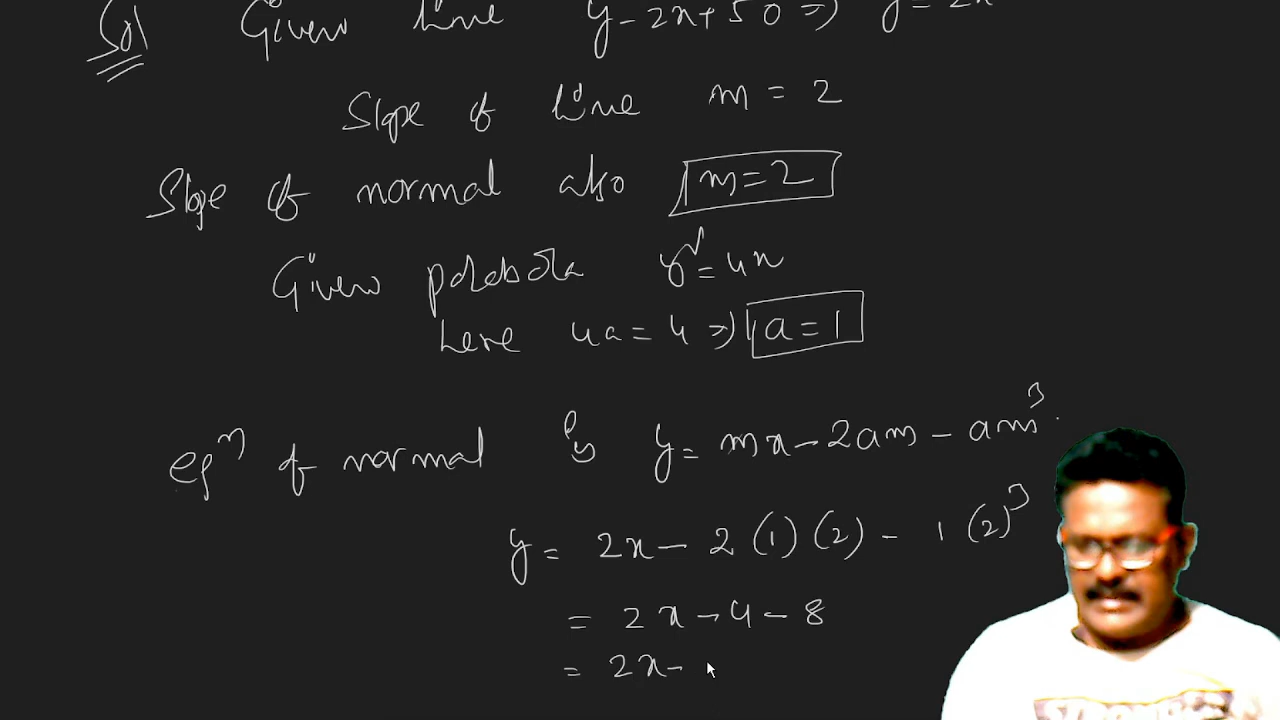 Sol Given line y - 2x + 5 0 ⇒ y = 2x
Slope of line m = 2
Slope of normal also m = 2
Given parabola y² = 4x
here 4a = 4 ⇒ a = 1
eqⁿ of normal is y = mx - 2am - am³.
y = 2x - 2 (1) (2) - 1 (2)³
= 2x - 4 - 8
= 2x -